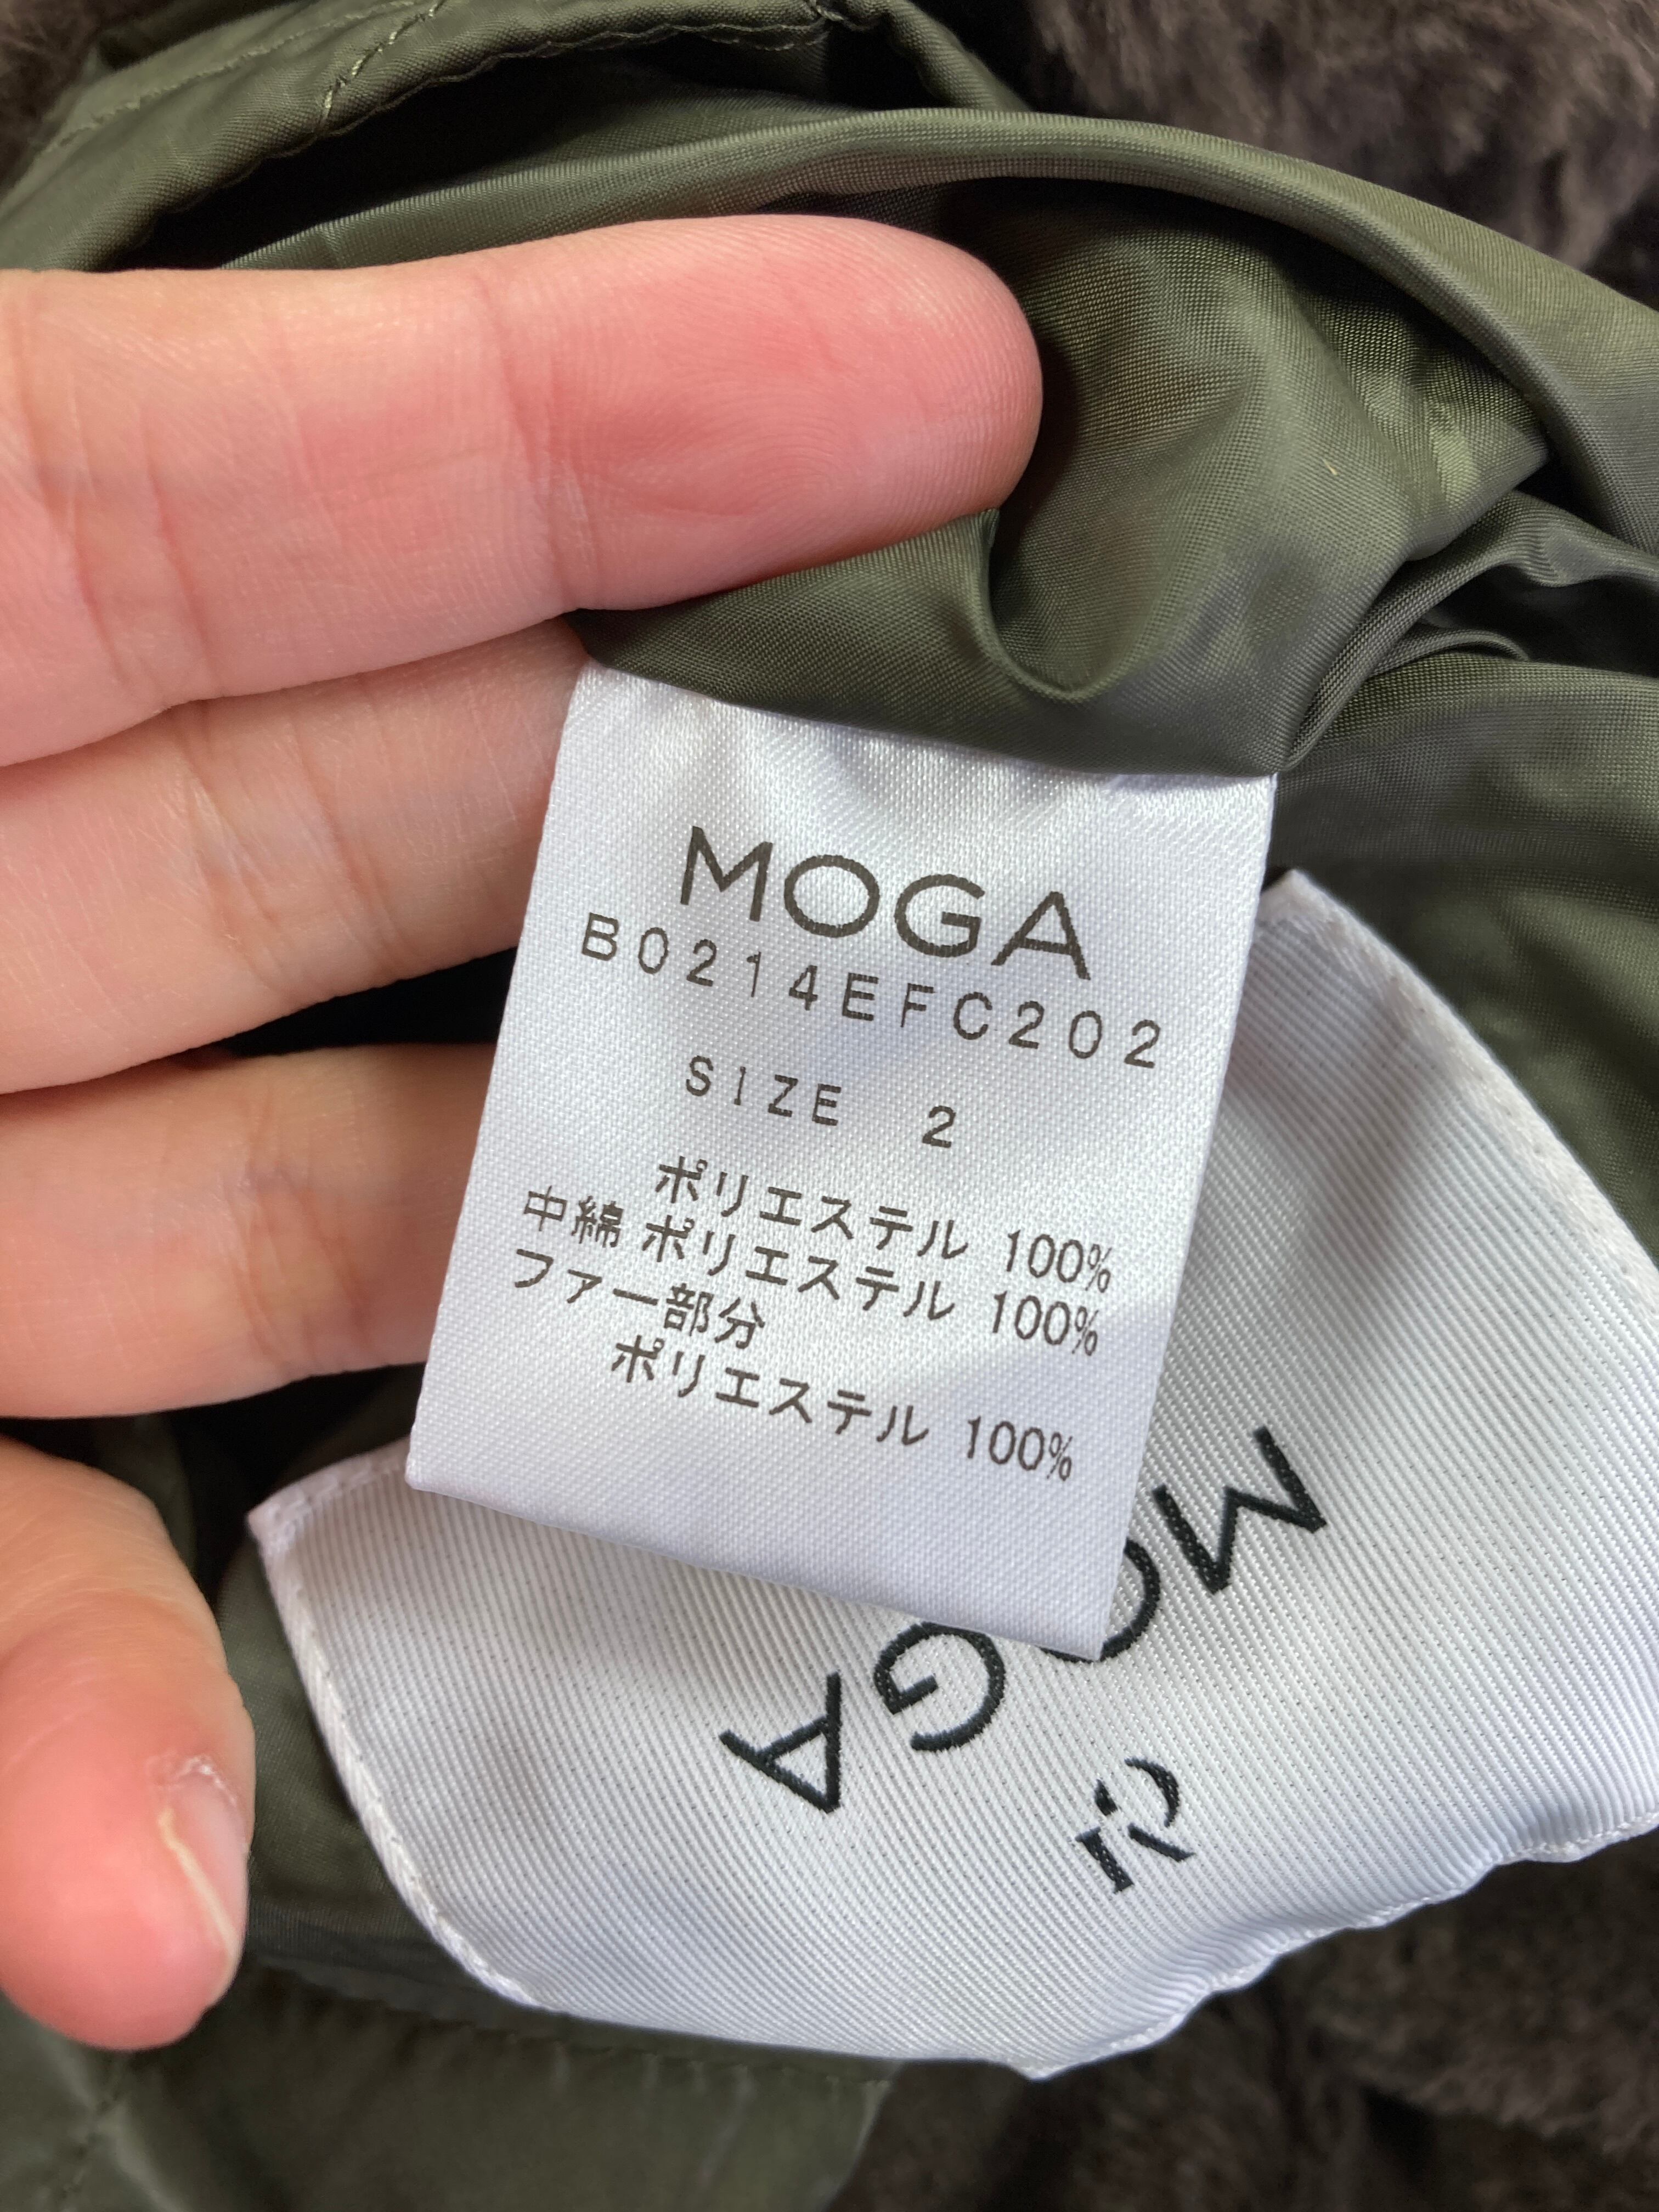 MOGA
B0214EFC202
SIZE 2
ポリエステル 100%
中綿 ポリエステル 100%
ファー部分
ポリエステル 100%
MOGA
2